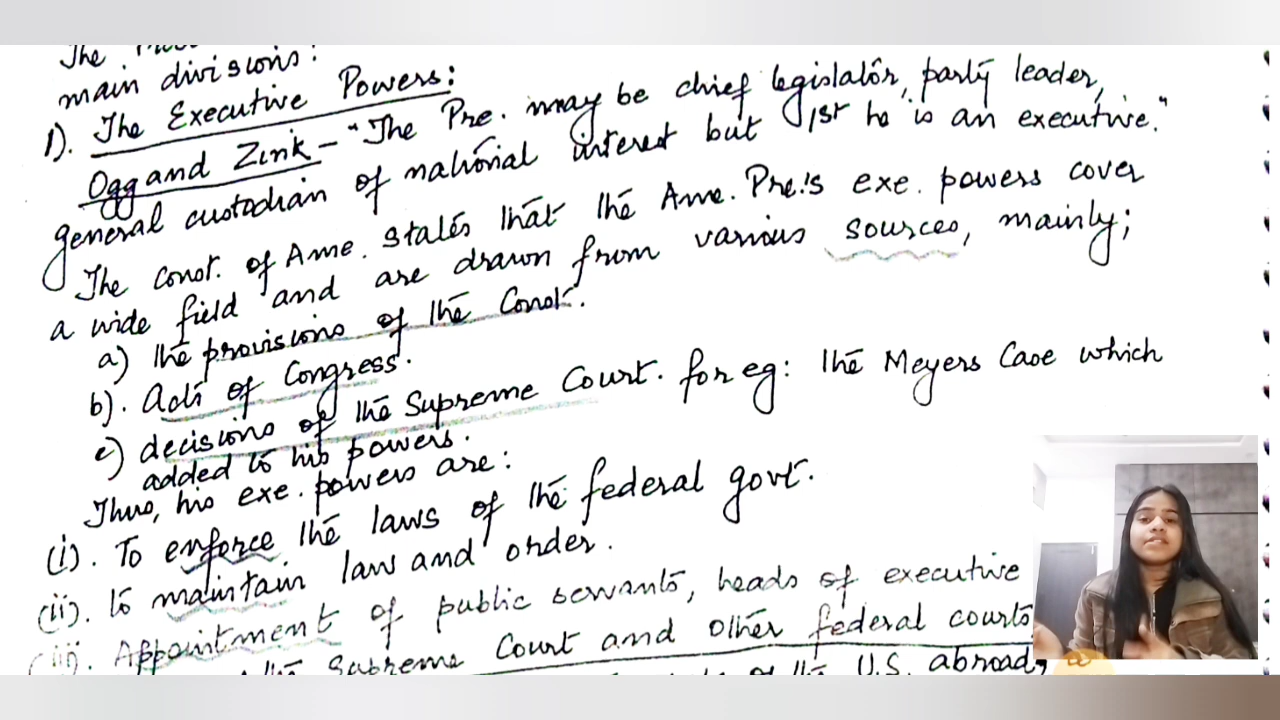 The
main divisions:
1). The Executive Powers:
Ogg and Zink - "The Pre. may be chief legislator, party leader,
general custodian of national interest but 1st he is an executive."
The Const. of Ame. states that the Ame. Pre.'s exe. powers cover
a wide field and are drawn from various sources, mainly;
a) the provisions of the Const.
b). Acts of Congress.
c) decisions of the Supreme Court. for eg: the Meyers Case which
added to his powers.
Thus, his exe. powers are:
(i). To enforce the laws of the federal govt.
(ii). to maintain law and order.
(iii). Appointment of public servants, heads of executive
the Supreme Court and other federal courts
of the U.S. abroad, a